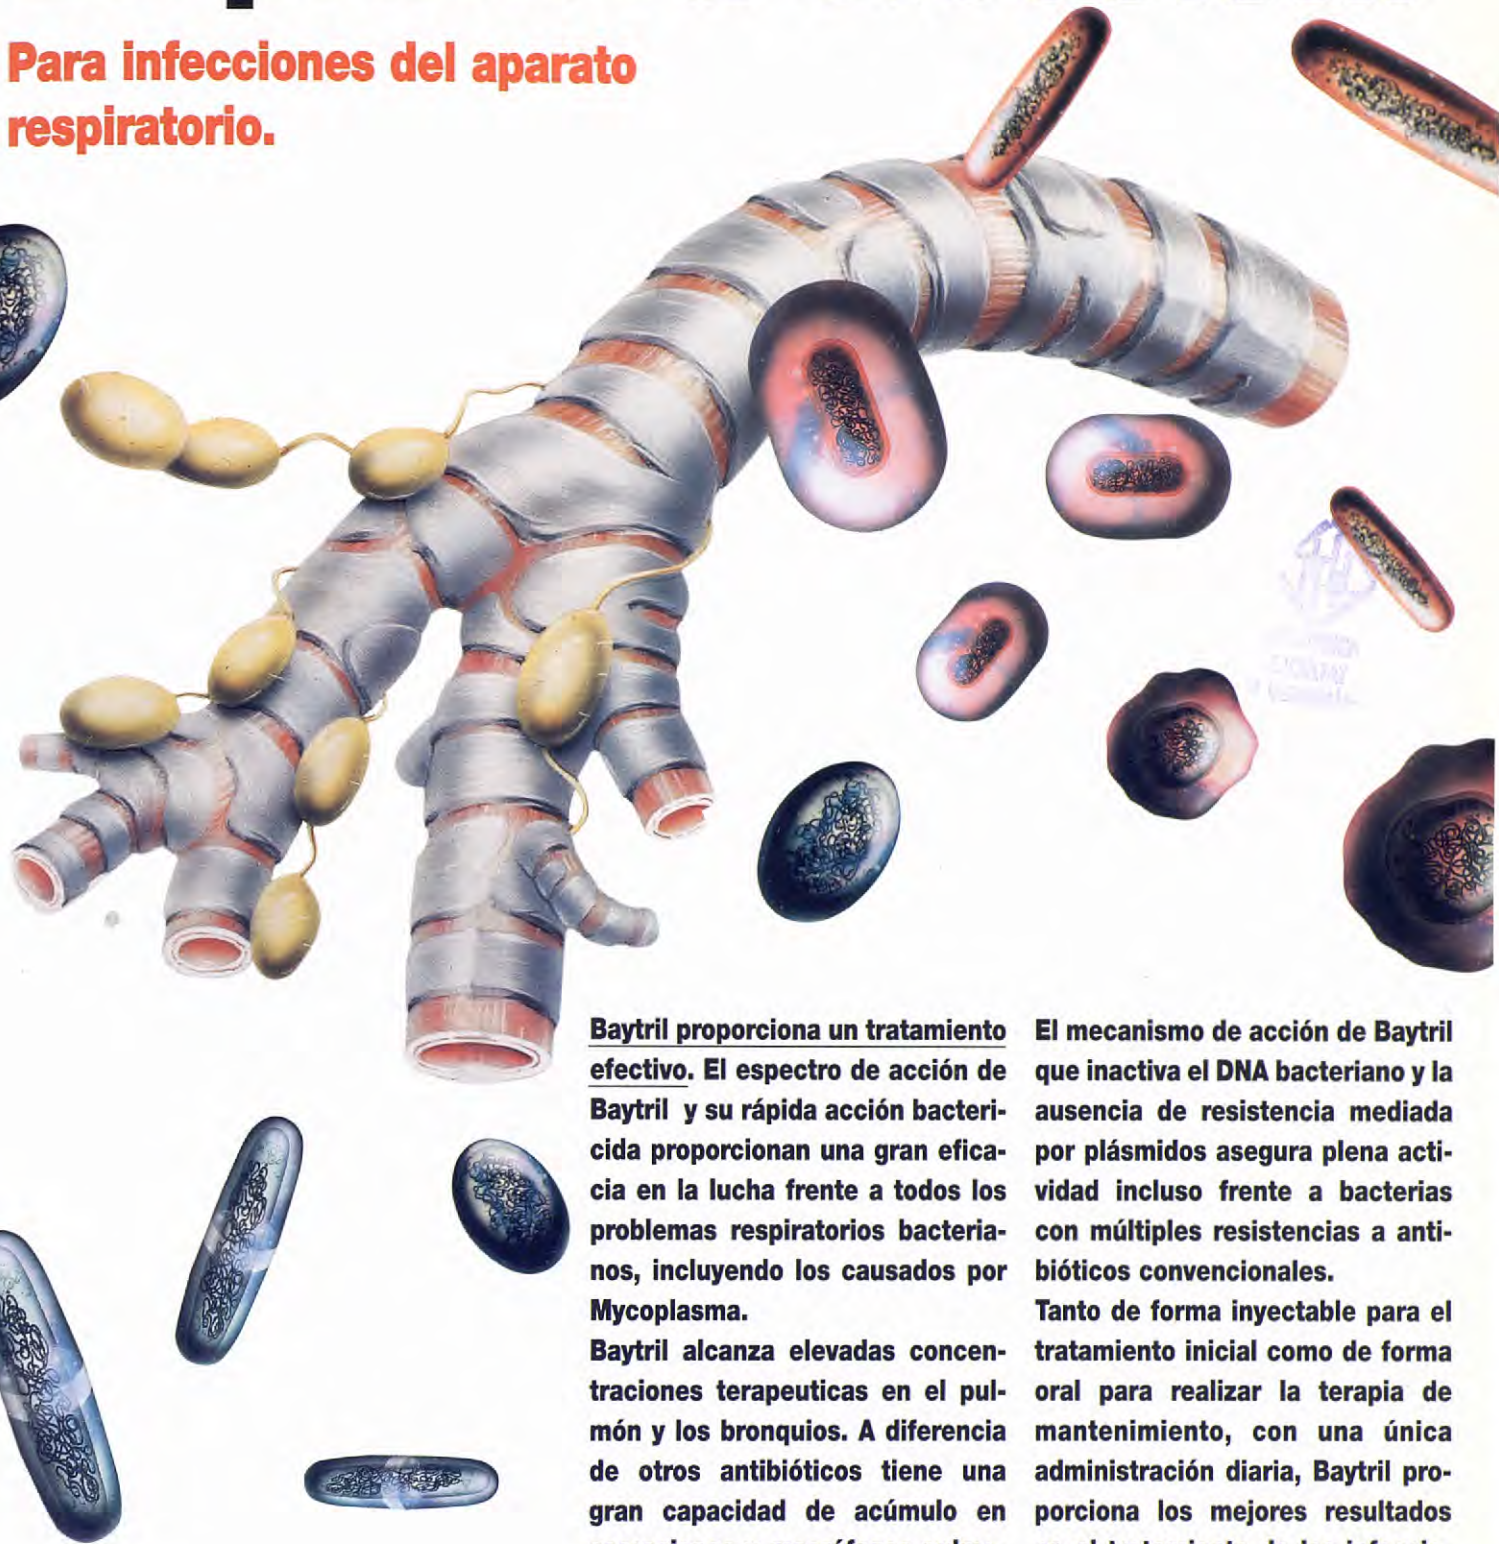 Para infecciones del aparato
respiratorio.
Baytril proporciona un tratamiento
efectivo. El espectro de acción de
Baytril y su rápida acción bacteri-
cida proporcionan una gran efica-
cia en la lucha frente a todos los
problemas respiratorios bacteria-
nos, incluyendo los causados por
Mycoplasma.
Baytril alcanza elevadas concen-
traciones terapeuticas en el pul-
món y los bronquios. A diferencia
de otros antibióticos tiene una
gran capacidad de acúmulo en
El mecanismo de acción de Baytril
que inactiva el DNA bacteriano y la
ausencia de resistencia mediada
por plásmidos asegura plena acti-
vidad incluso frente a bacterias
con múltiples resistencias a anti-
bióticos convencionales.
Tanto de forma inyectable para el
tratamiento inicial como de forma
oral para realizar la terapia de
mantenimiento, con una única
administración diaria, Baytril pro-
porciona los mejores resultados